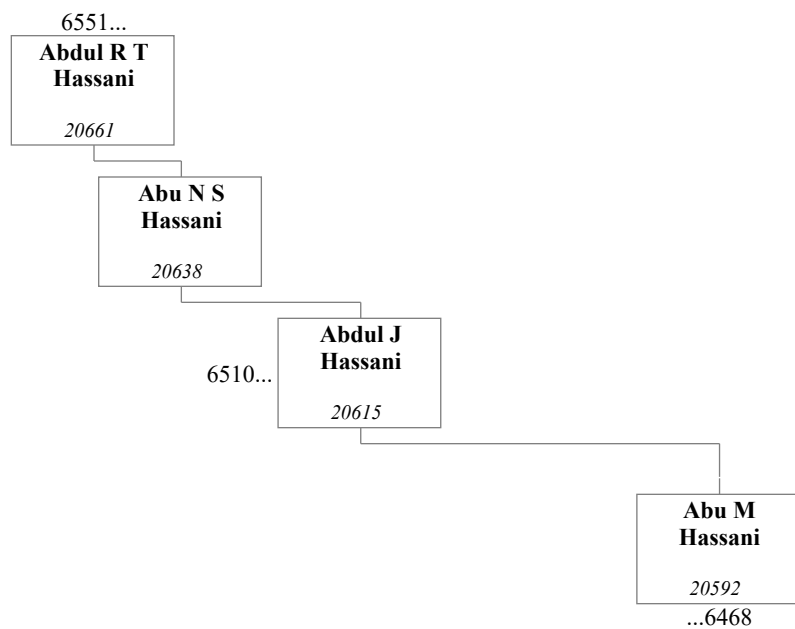 6551...
Abdul R T
Hassani
20661
Abu N S
Hassani
20638
Abdul J
Hassani
6510...
20615
Abu M
Hassani
20592
...6468